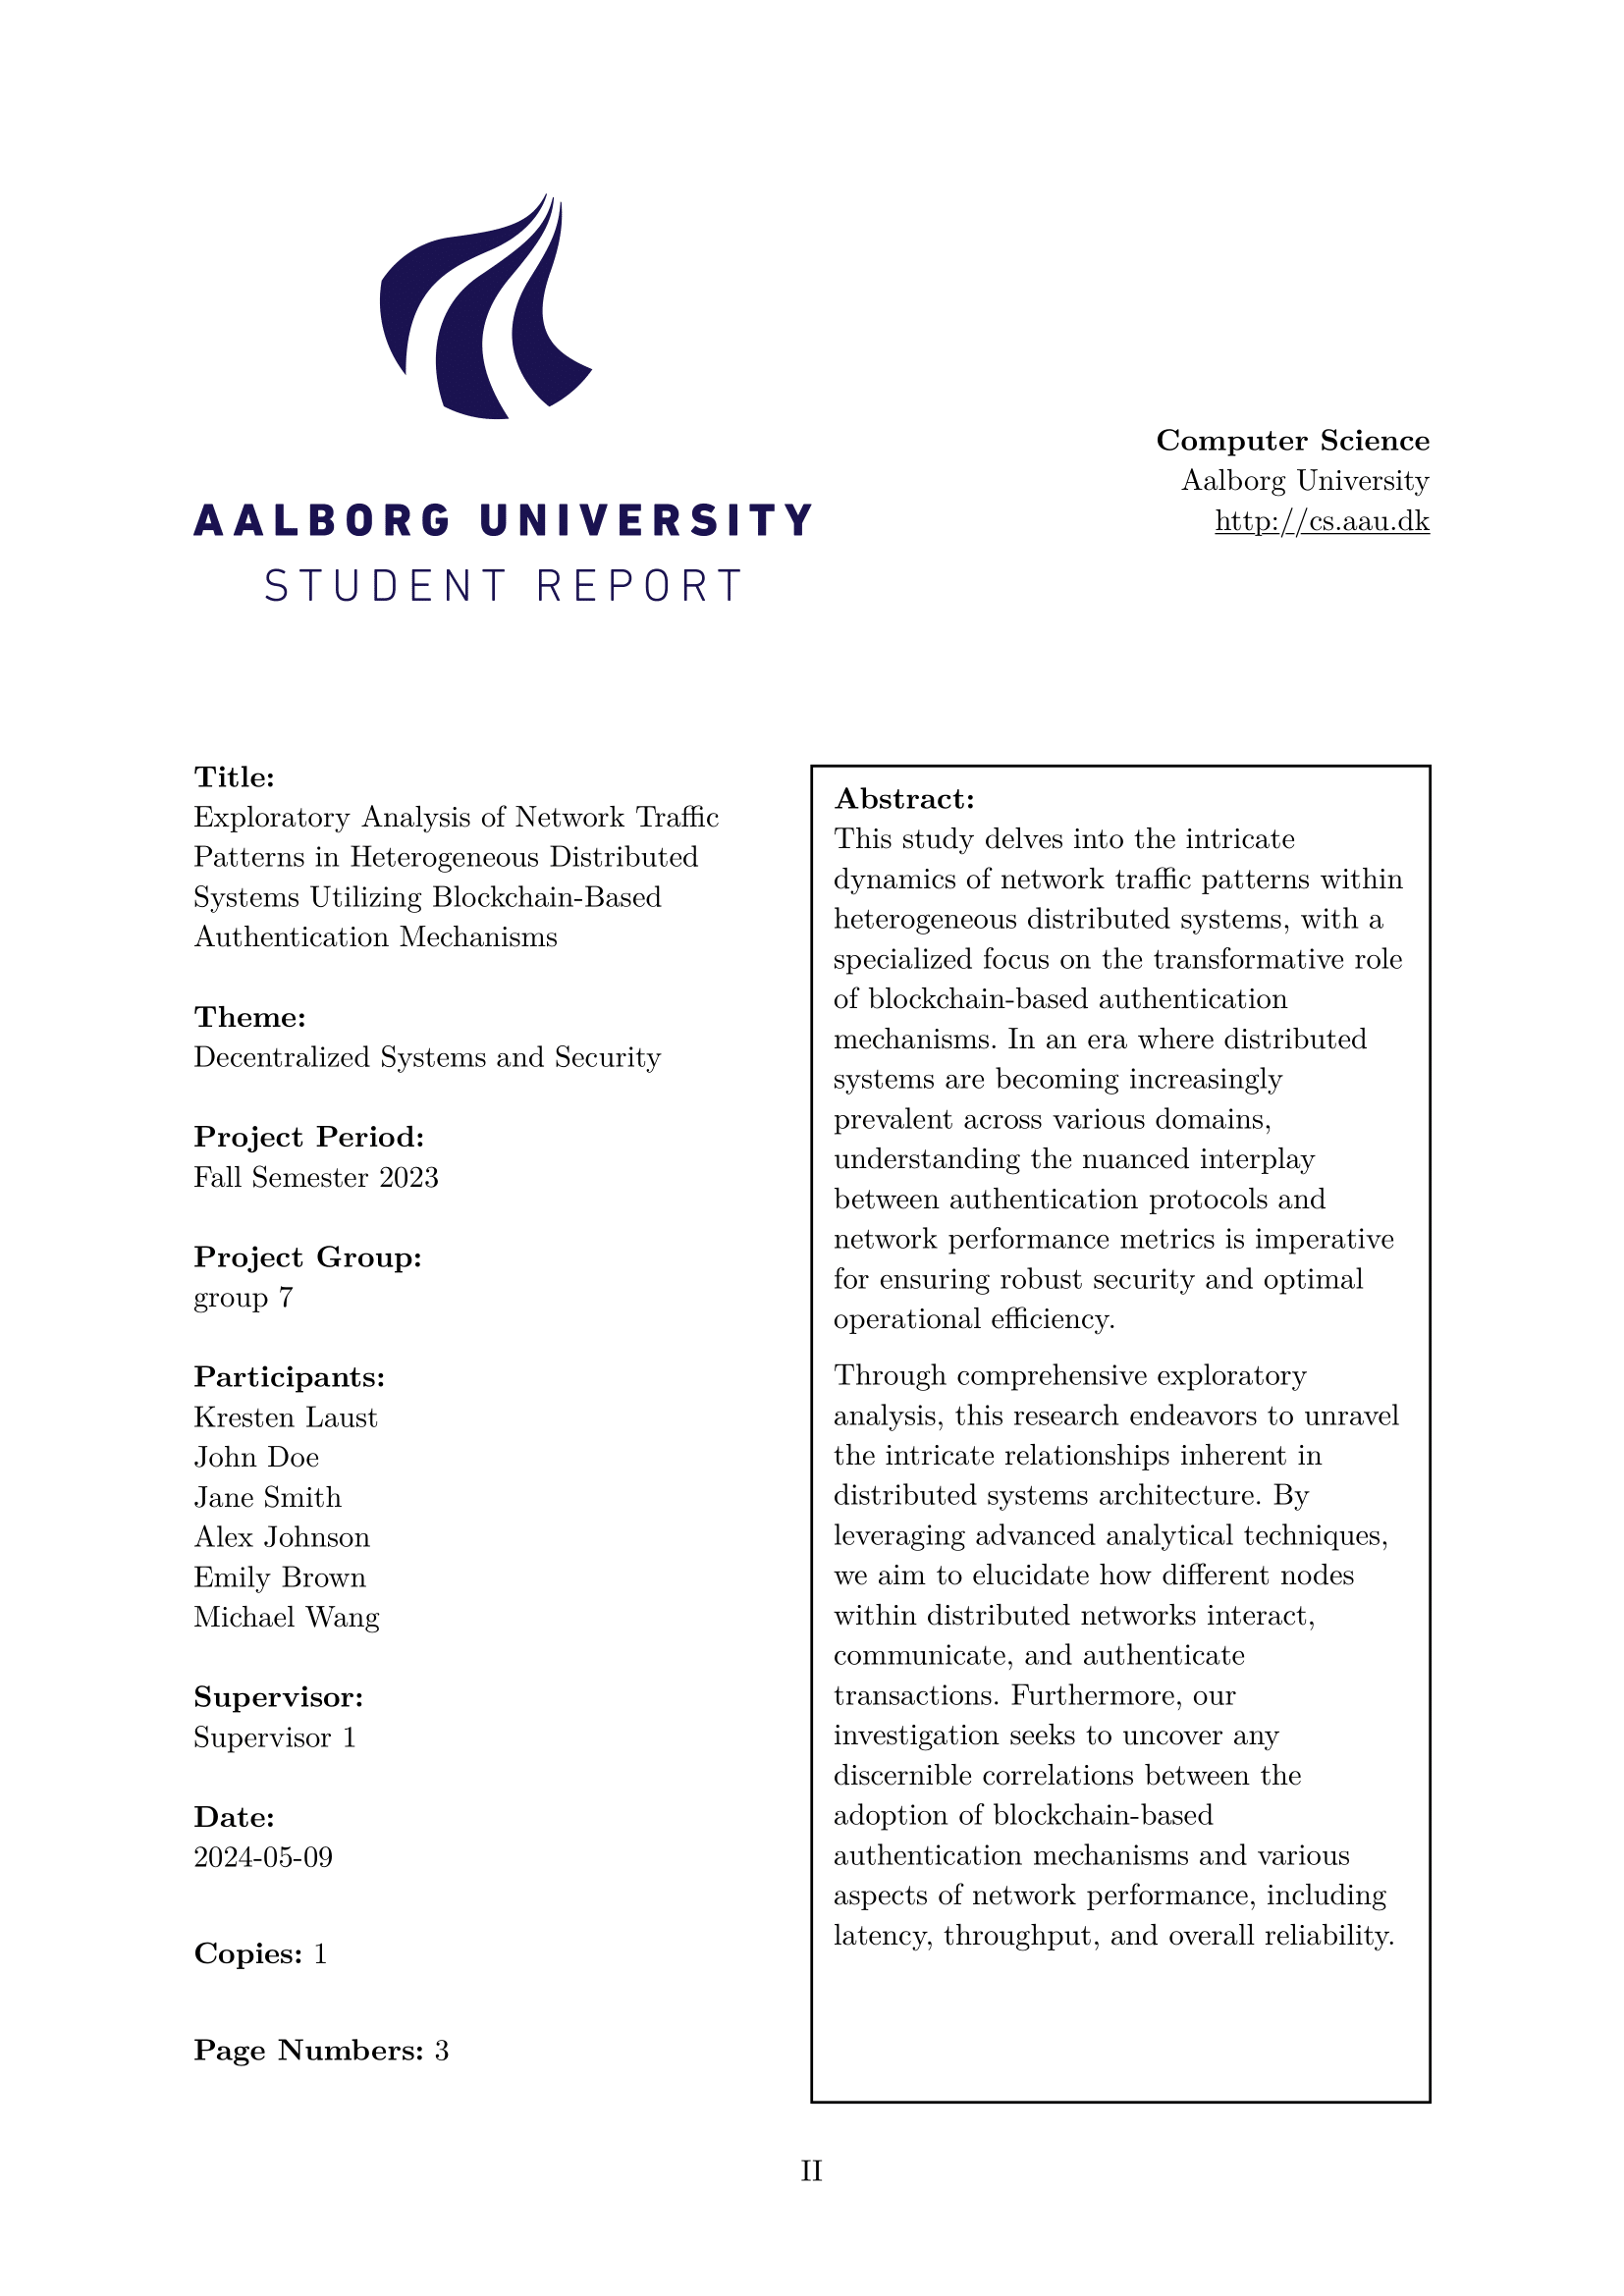 AALBORG UNIVERSITY
STUDENT REPORT
Computer Science
Aalborg University
http://cs.aau.dk
Title:
Exploratory Analysis of Network Traffic
Patterns in Heterogeneous Distributed
Systems Utilizing Blockchain-Based
Authentication Mechanisms
Theme:
Decentralized Systems and Security
Project Period:
Fall Semester 2023
Project Group:
group 7
Participants:
Kresten Laust
John Doe
Jane Smith
Alex Johnson
Emily Brown
Michael Wang
Supervisor:
Supervisor 1
Date:
2024-05-09
Copies: 1
Page Numbers: 3
Abstract:
This study delves into the intricate
dynamics of network traffic patterns within
heterogeneous distributed systems, with a
specialized focus on the transformative role
of blockchain-based authentication
mechanisms. In an era where distributed
systems are becoming increasingly
prevalent across various domains,
understanding the nuanced interplay
between authentication protocols and
network performance metrics is imperative
for ensuring robust security and optimal
operational efficiency.
Through comprehensive exploratory
analysis, this research endeavors to unravel
the intricate relationships inherent in
distributed systems architecture. By
leveraging advanced analytical techniques,
we aim to elucidate how different nodes
within distributed networks interact,
communicate, and authenticate
transactions. Furthermore, our
investigation seeks to uncover any
discernible correlations between the
adoption of blockchain-based
authentication mechanisms and various
aspects of network performance, including
latency, throughput, and overall reliability.
II